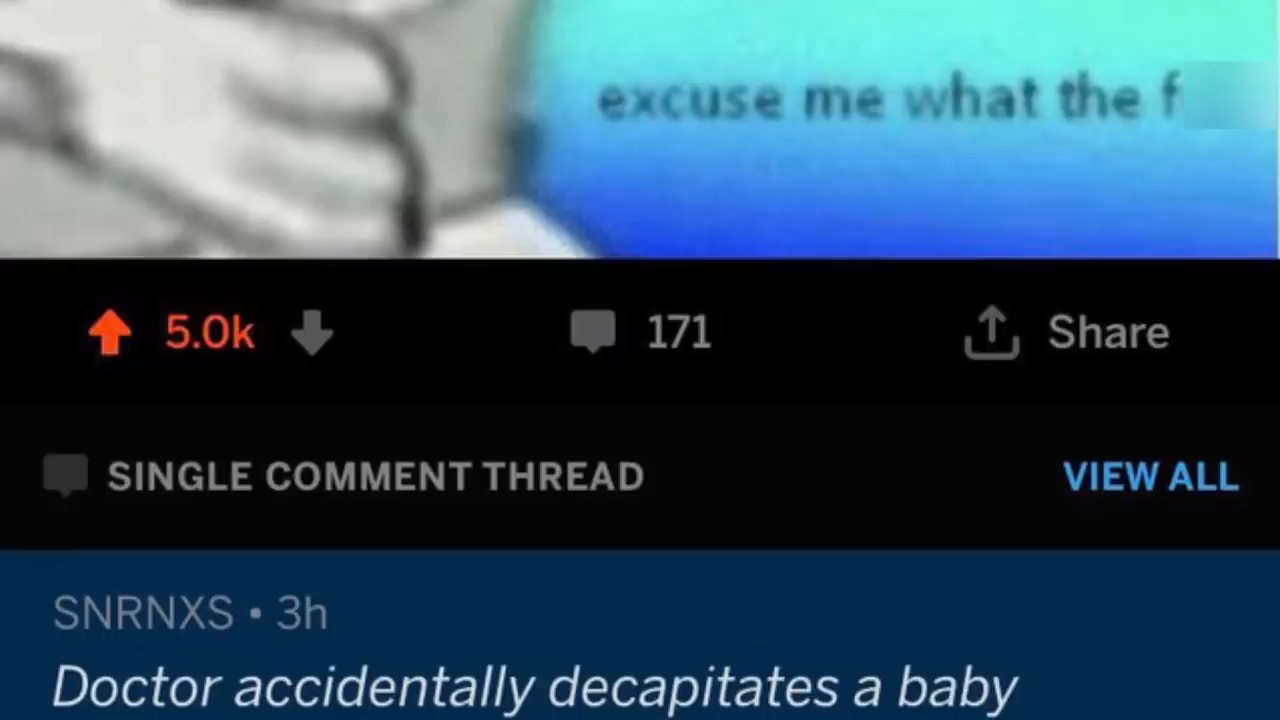 excuse me what the f
5.0k
171
Share
SINGLE COMMENT THREAD
VIEW ALL
SNRNXS • 3h
Doctor accidentally decapitates a baby